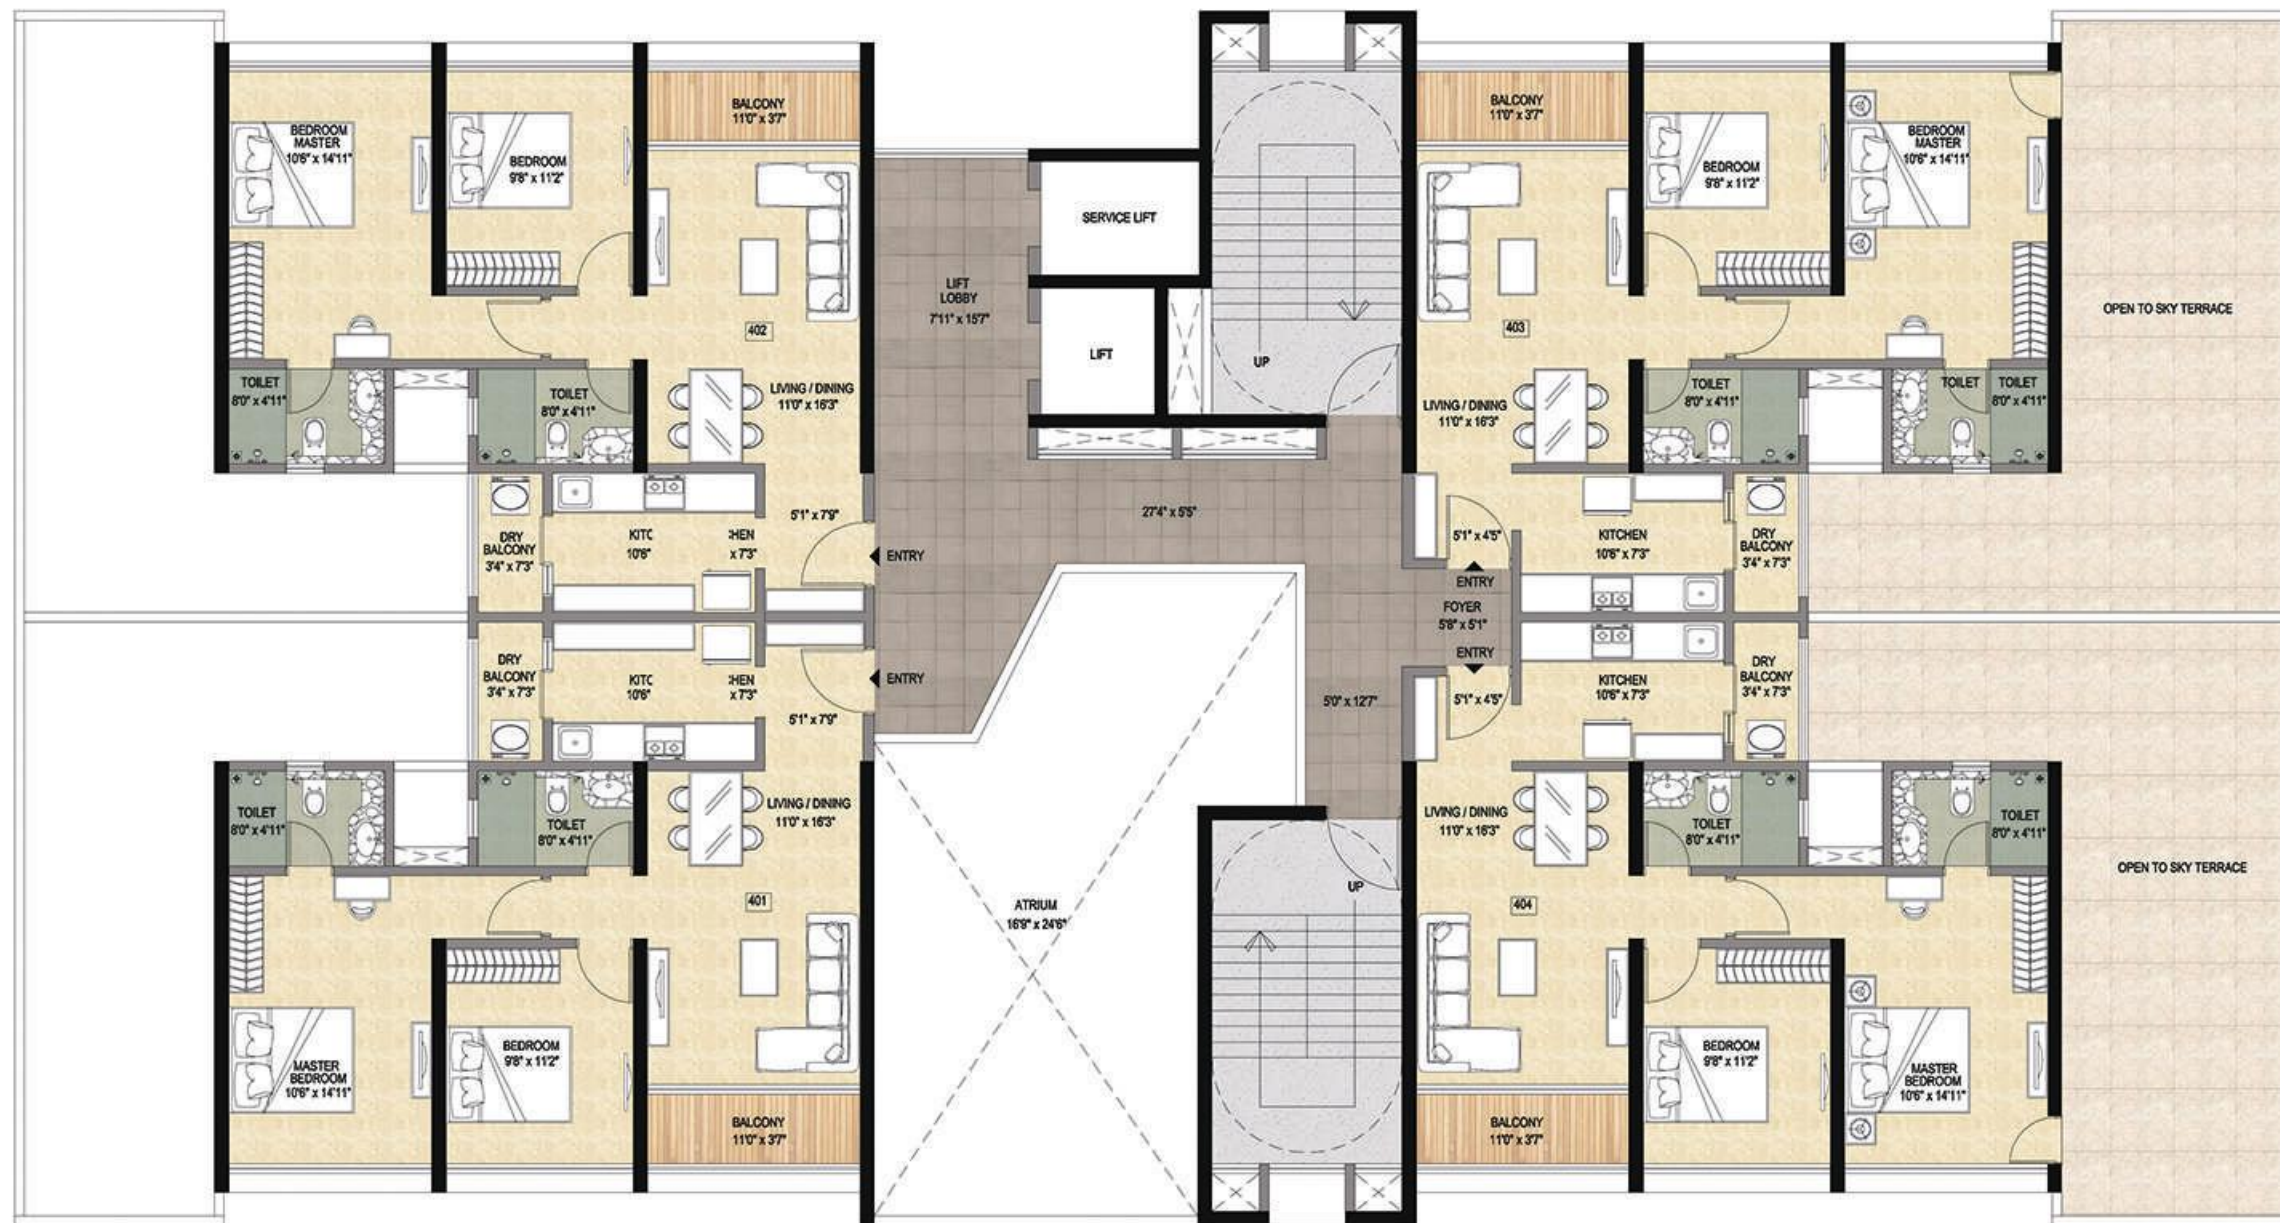 BEDROOM
MASTER
10'6" x 14'11"
BEDROOM
9'8" x 11'2"
BALCONY
11'0" x 3'7"
402
TOILET
8'0" x 4'11"
TOILET
8'0" x 4'11"
LIVING / DINING
11'0" x 16'3"
DRY
BALCONY
3'4" x 7'3"
KITC HEN
10'6" x 7'3"
5'1" x 7'9"
ENTRY
LIFT
LOBBY
7'11" x 15'7"
SERVICE LIFT
LIFT
UP
27'4" x 5'5"
BALCONY
11'0" x 3'7"
BEDROOM
9'8" x 11'2"
BEDROOM
MASTER
10'6" x 14'11"
403
OPEN TO SKY TERRACE
LIVING / DINING
11'0" x 16'3"
TOILET
8'0" x 4'11"
TOILET
TOILET
8'0" x 4'11"
5'1" x 4'5"
KITCHEN
10'6" x 7'3"
DRY
BALCONY
3'4" x 7'3"
ENTRY
FOYER
5'8" x 5'1"
ENTRY
DRY
BALCONY
3'4" x 7'3"
KITC HEN
10'6" x 7'3"
ENTRY
5'1" x 7'9"
TOILET
8'0" x 4'11"
TOILET
8'0" x 4'11"
LIVING / DINING
11'0" x 16'3"
401
MASTER
BEDROOM
10'6" x 14'11"
BEDROOM
9'8" x 11'2"
BALCONY
11'0" x 3'7"
ATRIUM
16'9" x 24'6"
5'0" x 12'7"
UP
5'1" x 4'5"
KITCHEN
10'6" x 7'3"
DRY
BALCONY
3'4" x 7'3"
LIVING / DINING
11'0" x 16'3"
TOILET
8'0" x 4'11"
TOILET
8'0" x 4'11"
404
OPEN TO SKY TERRACE
BEDROOM
9'8" x 11'2"
MASTER
BEDROOM
10'6" x 14'11"
BALCONY
11'0" x 3'7"